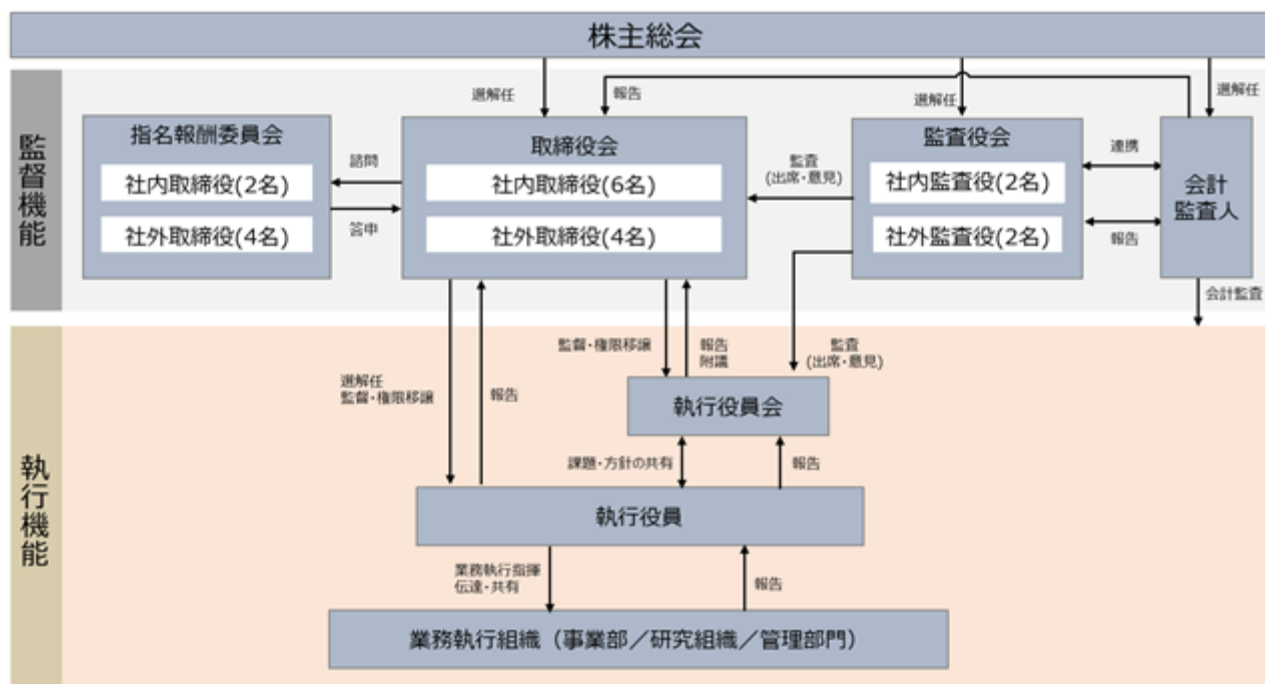 株主総会
選解任
報告
選解任
選解任
監督機能
指名報酬委員会
社内取締役(2名)
社外取締役(4名)
諮問
答申
取締役会
社内取締役(6名)
社外取締役(4名)
監査
(出席・意見)
監査役会
社内監査役(2名)
社外監査役(2名)
連携
報告
会計
監査人
会計監査
執行機能
選解任
監督・権限移譲
報告
監督・権限移譲
報告
附議
監査
(出席・意見)
執行役員会
課題・方針の共有
報告
執行役員
業務執行指揮
伝達・共有
報告
業務執行組織（事業部／研究組織／管理部門）